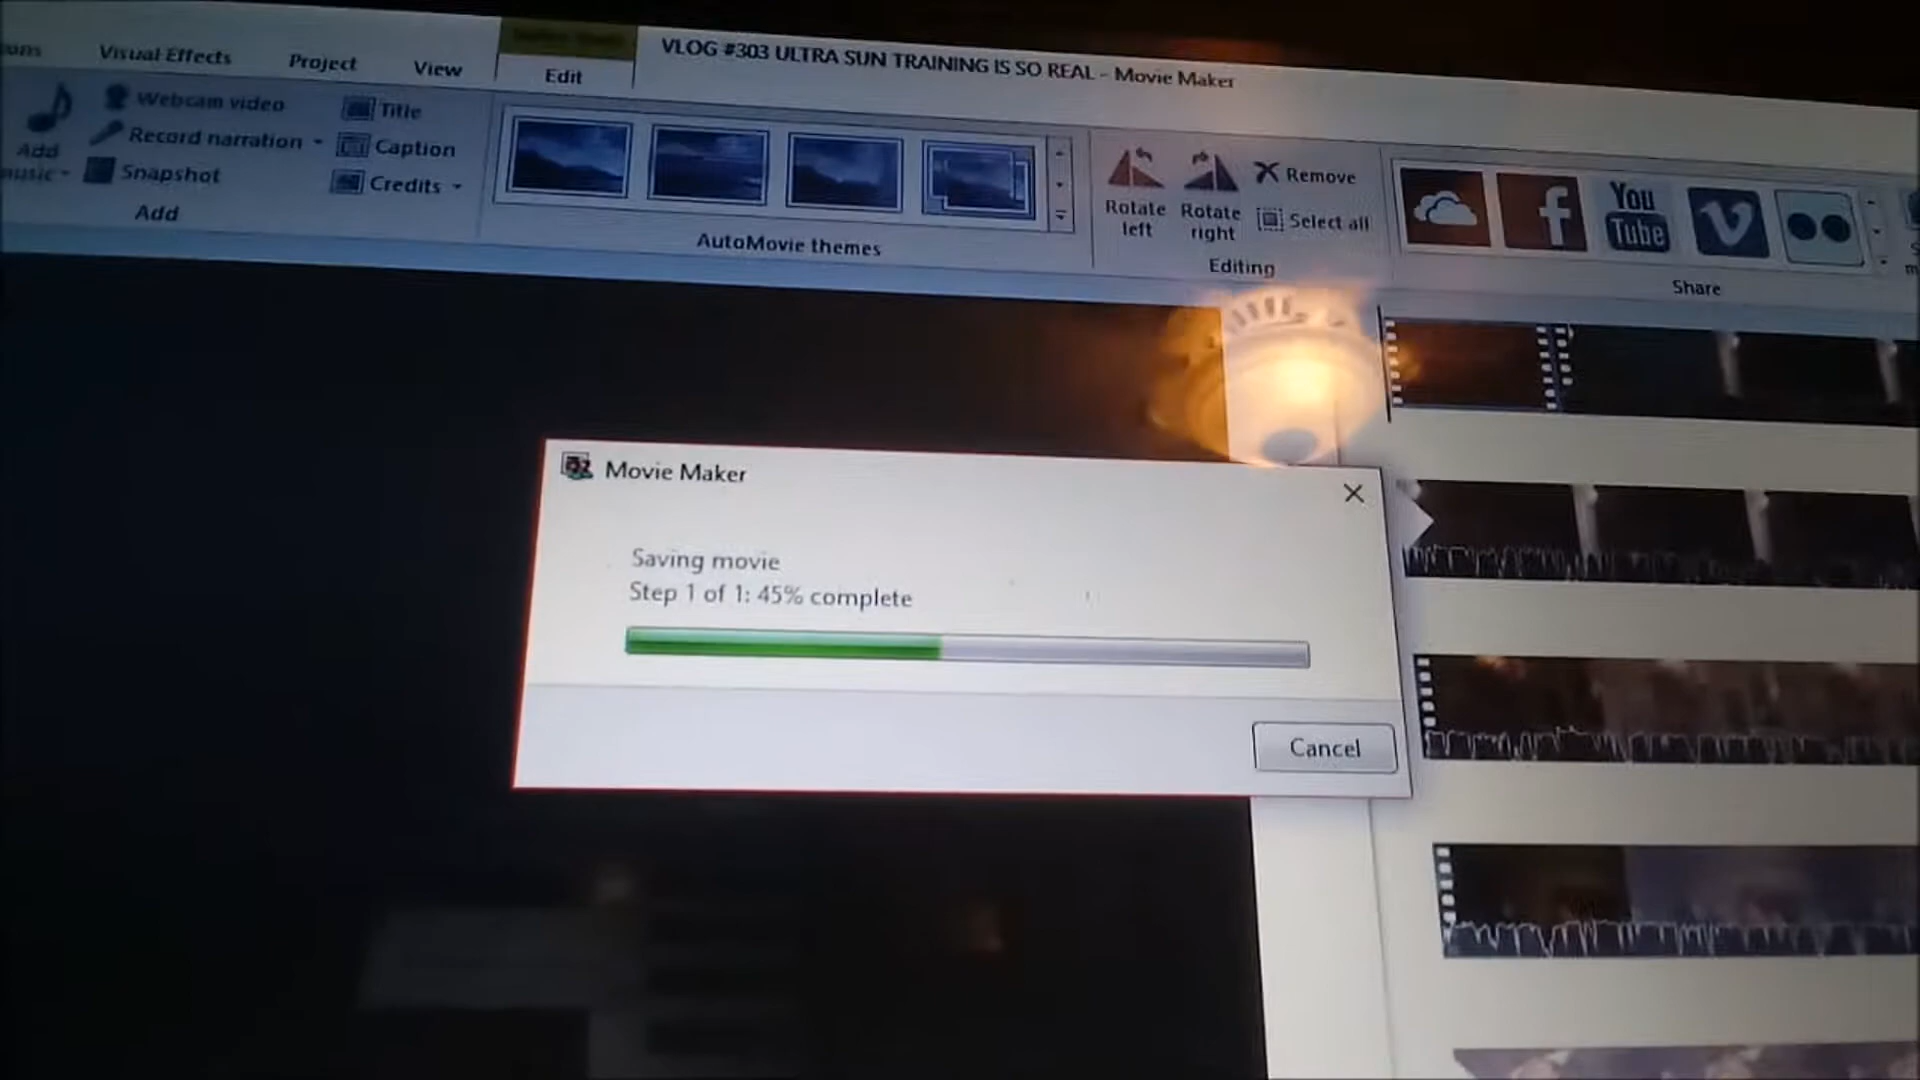 VLOG #303 ULTRA SUN TRAINING IS SO REAL - Movie Maker
Visual Effects
Project
View
Edit
Add
Webcam video
Record narration
Snapshot
Title
Caption
Credits
Add
AutoMovie themes
Rotate left
Rotate right
Remove
Select all
Editing
f
You
Tube
V
Share
Movie Maker
Saving movie
Step 1 of 1: 45% complete
Cancel